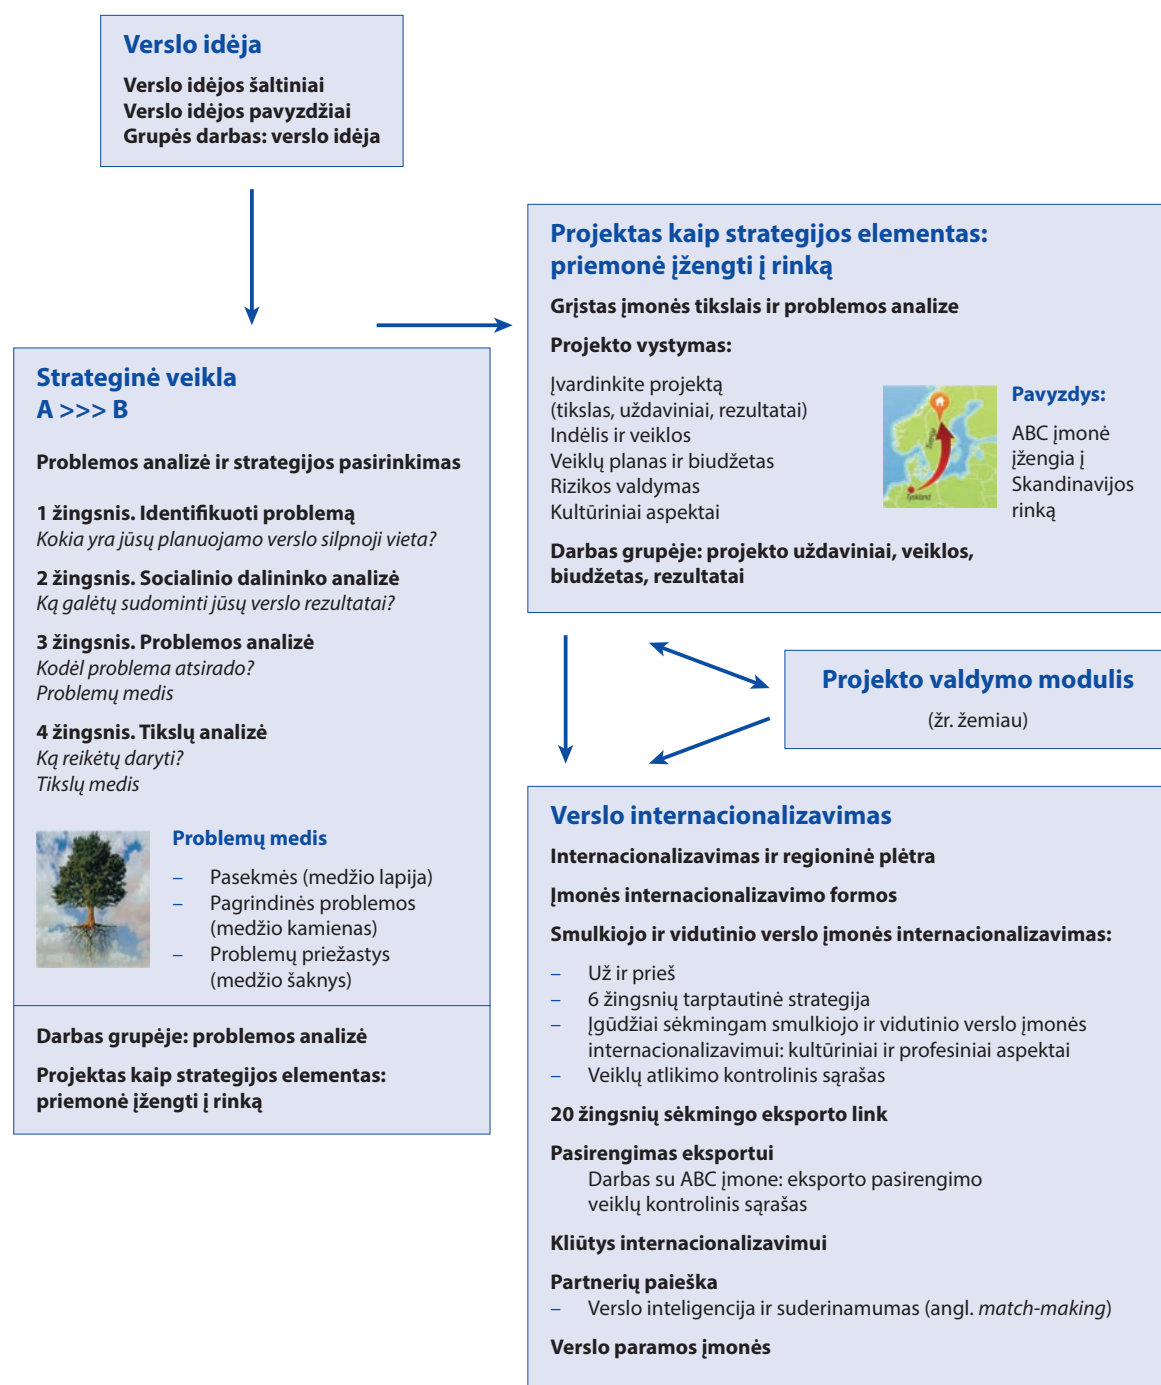 Verslo idėja
Verslo idėjos šaltiniai
Verslo idėjos pavyzdžiai
Grupės darbas: verslo idėja
Strateginė veikla
A >>> B
Problemos analizė ir strategijos pasirinkimas
1 žingsnis. Identifikuoti problemą
Kokia yra jūsų planuojamo verslo silpnoji vieta?
2 žingsnis. Socialinio dalininko analizė
Ką galėtų sudominti jūsų verslo rezultatai?
3 žingsnis. Problemos analizė
Kodėl problema atsirado?
Problemų medis
4 žingsnis. Tikslų analizė
Ką reikėtų daryti?
Tikslų medis
Problemų medis
– Pasekmės (medžio lapija)
– Pagrindinės problemos
(medžio kamienas)
– Problemų priežastys
(medžio šaknys)
Darbas grupėje: problemos analizė
Projektas kaip strategijos elementas:
priemonė įžengti į rinką
Projektas kaip strategijos elementas:
priemonė įžengti į rinką
Grįstas įmonės tikslais ir problemos analize
Projekto vystymas:
Įvardinkite projektą
(tikslas, uždaviniai, rezultatai)
Indėlis ir veiklos
Veiklų planas ir biudžetas
Rizikos valdymas
Kultūriniai aspektai
Sverige
Tyskland
Pavyzdys:
ABC įmonė
įžengia į
Skandinavijos
rinką
Darbas grupėje: projekto uždaviniai, veiklos,
biudžetas, rezultatai
Projekto valdymo modulis
(žr. žemiau)
Verslo internacionalizavimas
Internacionalizavimas ir regioninė plėtra
Įmonės internacionalizavimo formos
Smulkiojo ir vidutinio verslo įmonės internacionalizavimas:
– Už ir prieš
– 6 žingsnių tarptautinė strategija
– Įgūdžiai sėkmingam smulkiojo ir vidutinio verslo įmonės
internacionalizavimui: kultūriniai ir profesiniai aspektai
– Veiklų atlikimo kontrolinis sąrašas
20 žingsnių sėkmingo eksporto link
Pasirengimas eksportui
Darbas su ABC įmone: eksporto pasirengimo
veiklų kontrolinis sąrašas
Kliūtys internacionalizavimui
Partnerių paieška
– Verslo inteligencija ir suderinamumas (angl. match-making)
Verslo paramos įmonės